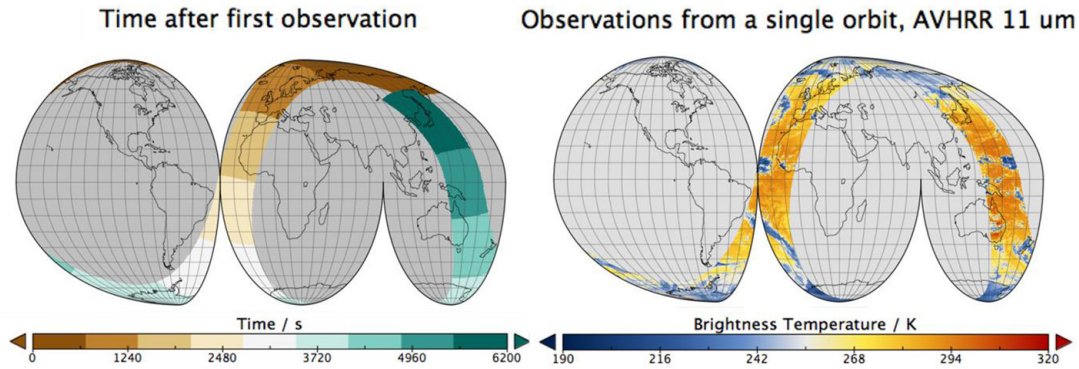 Time after first observation
Observations from a single orbit, AVHRR 11 um
Time / s
0 1240 2480 3720 4960 6200
Brightness Temperature / K
190 216 242 268 294 320